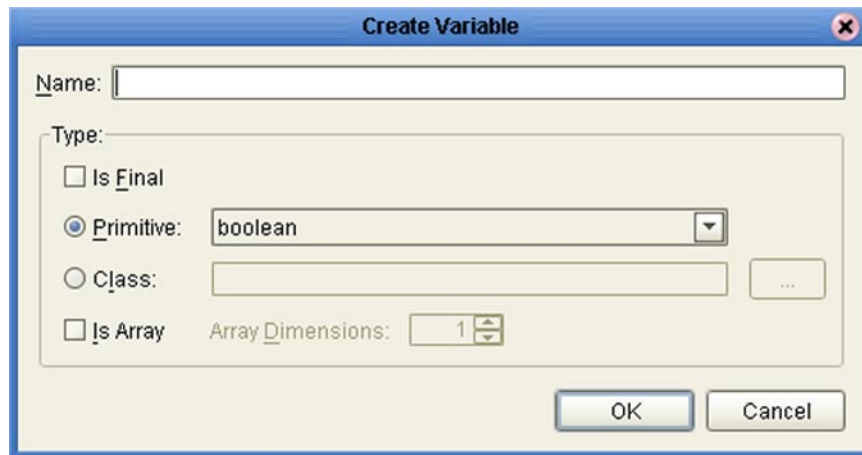 Create Variable
Name:
Type:
Is Final
Primitive: boolean
Class: ...
Is Array Array Dimensions: 1
OK Cancel